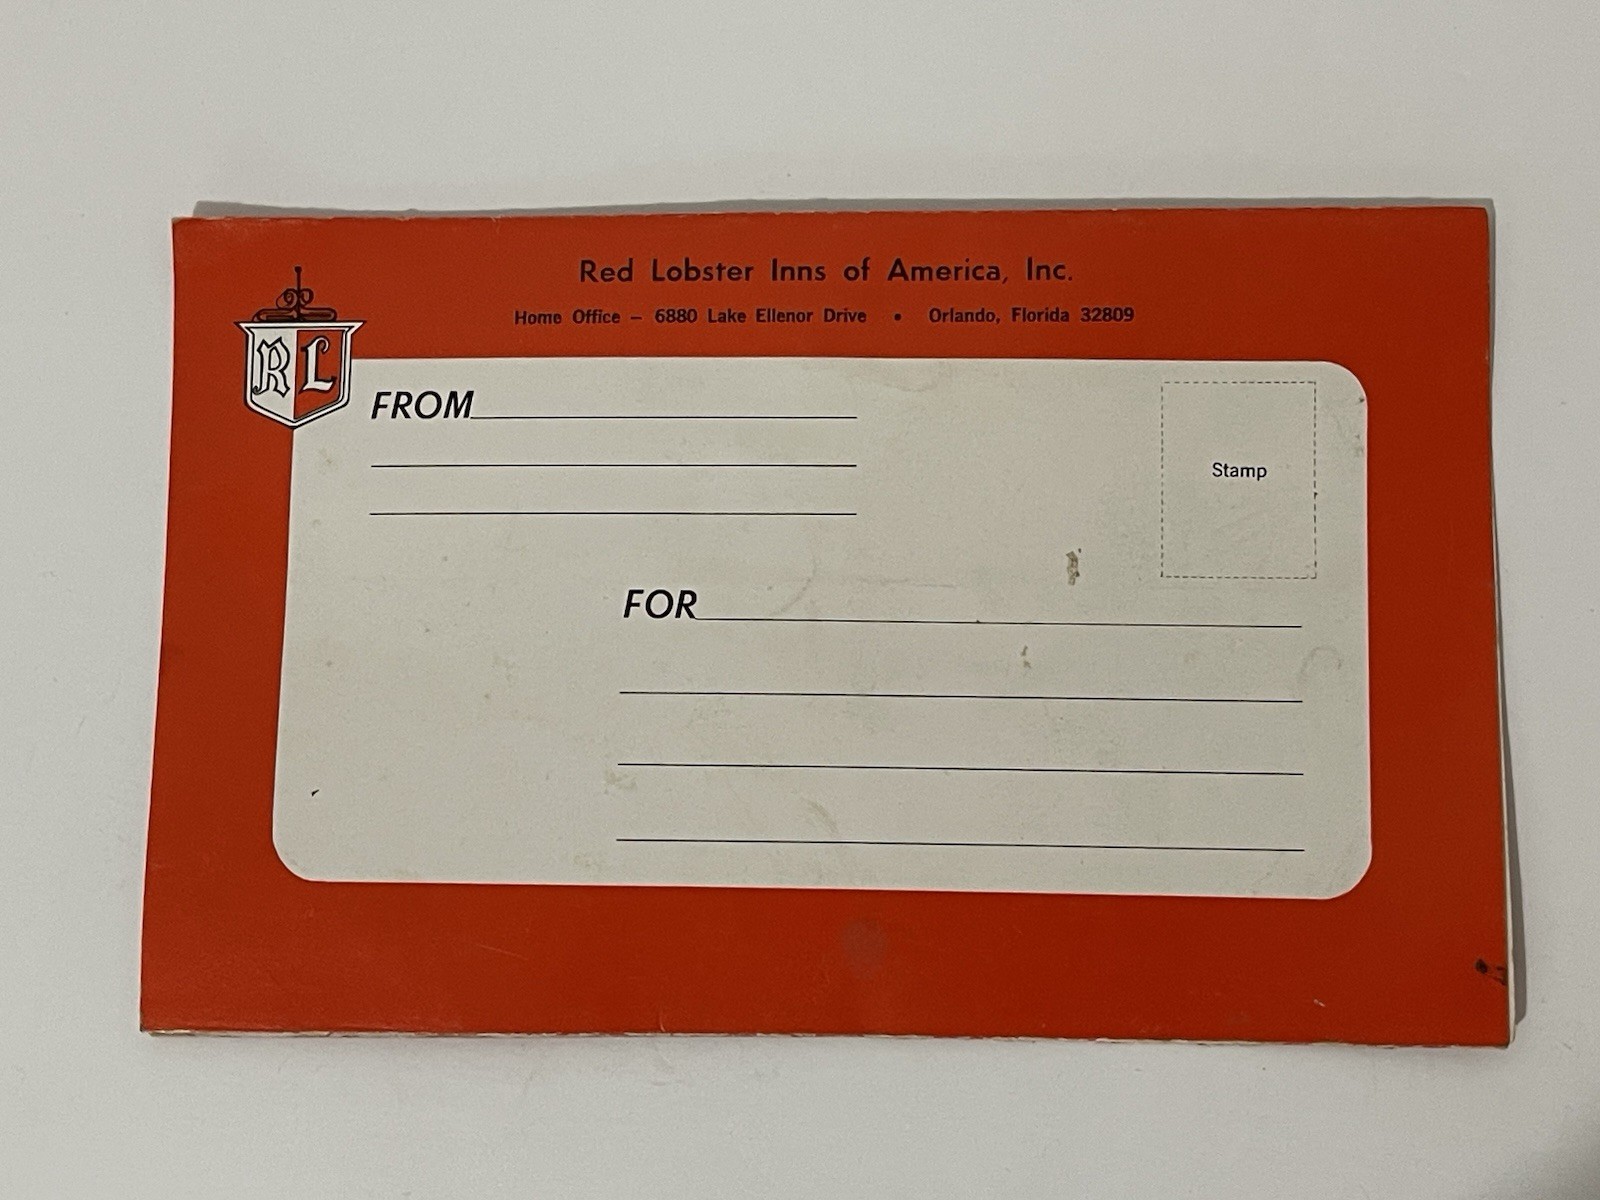 Red Lobster Inns of America, Inc.
Home Office – 6880 Lake Ellenor Drive • Orlando, Florida 32809
RL
FROM
Stamp
FOR